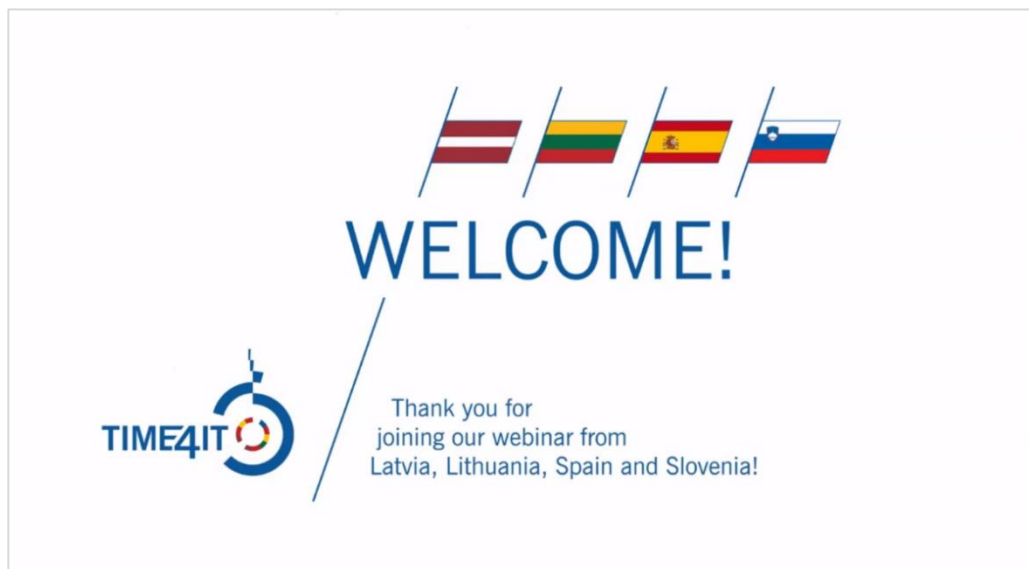 WELCOME!
TIME4IT
Thank you for
joining our webinar from
Latvia, Lithuania, Spain and Slovenia!